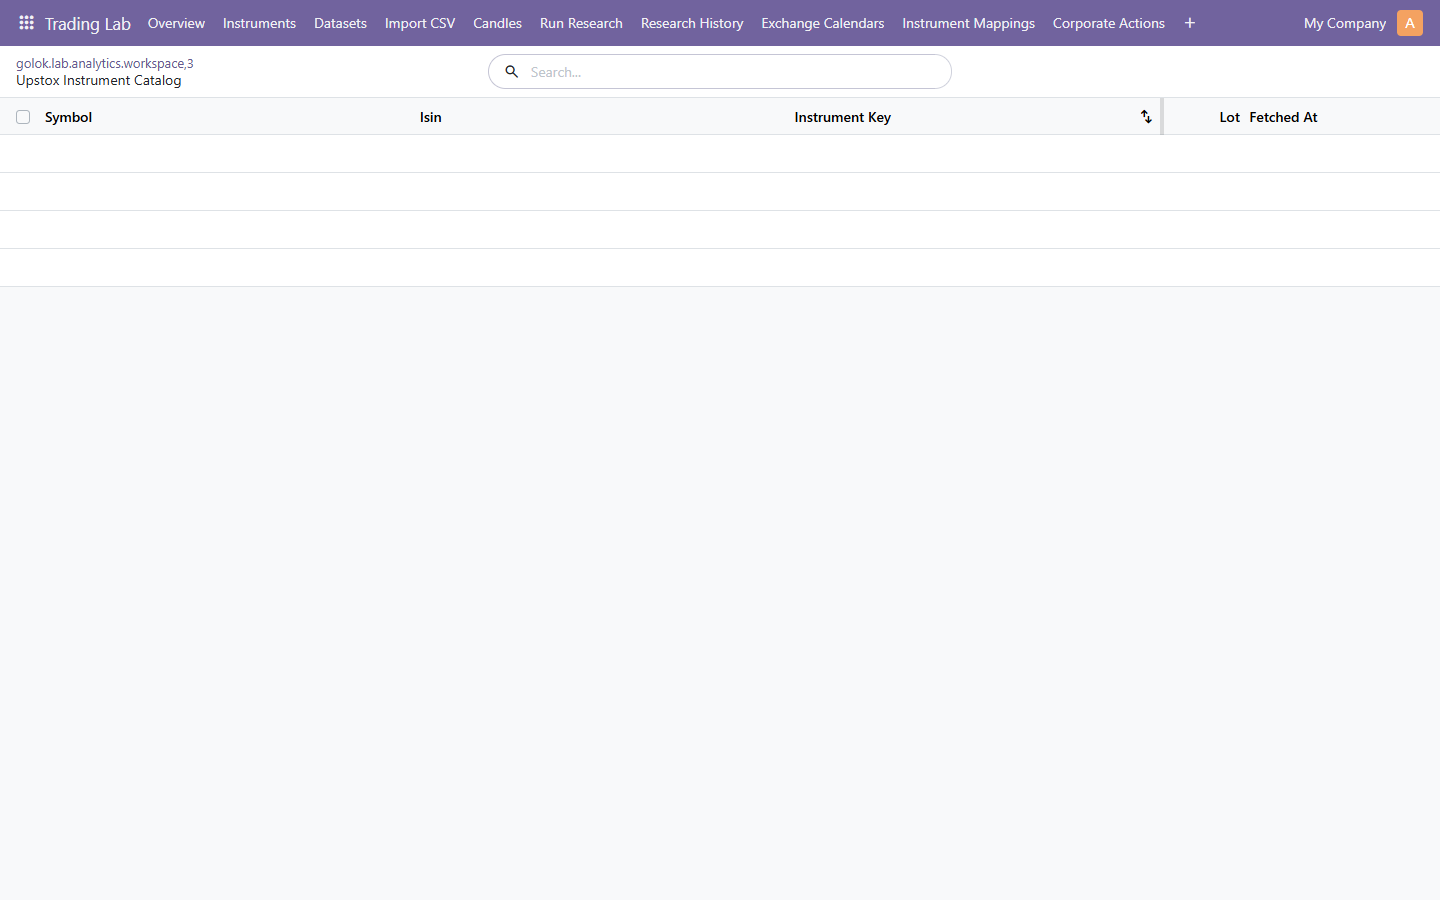 Trading Lab Overview Instruments Datasets Import CSV Candles Run Research Research History Exchange Calendars Instrument Mappings Corporate Actions + My Company A
golok.lab.analytics.workspace,3
Upstox Instrument Catalog
Search...
Symbol Isin Instrument Key Lot Fetched At